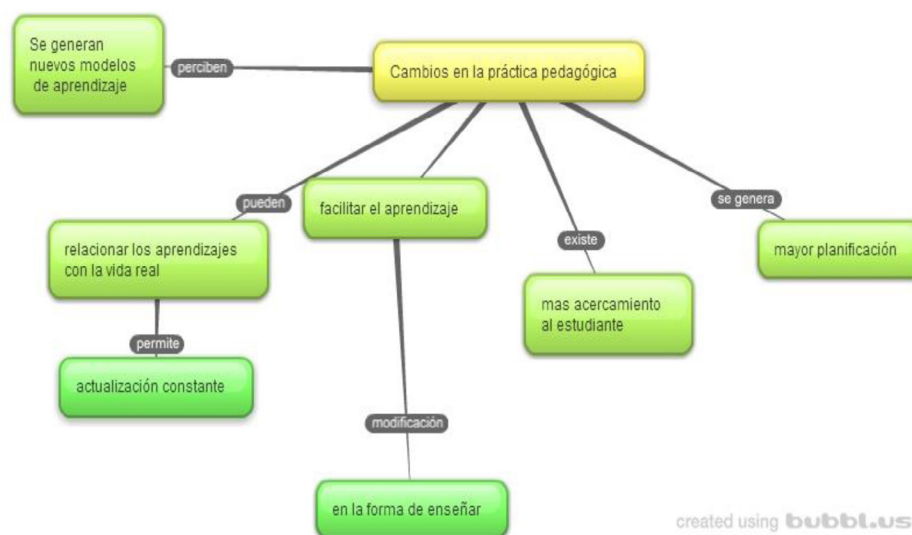 Se generan
nuevos modelos
de aprendizaje
perciben
Cambios en la práctica pedagógica
pueden
facilitar el aprendizaje
se genera
relacionar los aprendizajes
con la vida real
existe
mayor planificación
mas acercamiento
al estudiante
permite
actualización constante
modificación
en la forma de enseñar
created using bubbl.us